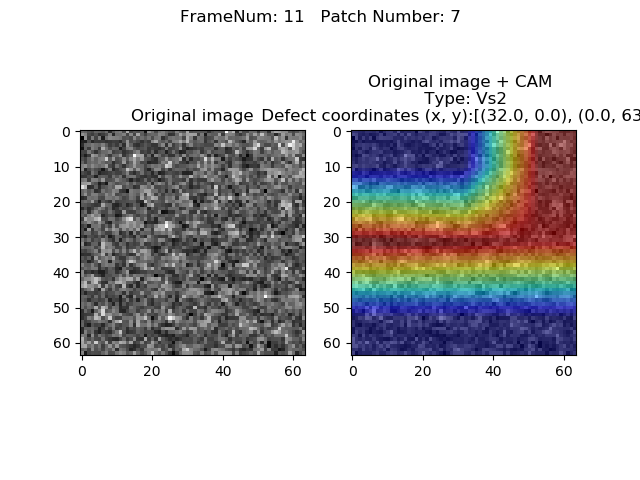 FrameNum: 11   Patch Number: 7
Original image
0
10
20
30
40
50
60
0 20 40 60
Original image + CAM
Type: Vs2
Defect coordinates (x, y):[(32.0, 0.0), (0.0, 63
0
10
20
30
40
50
60
0 20 40 60